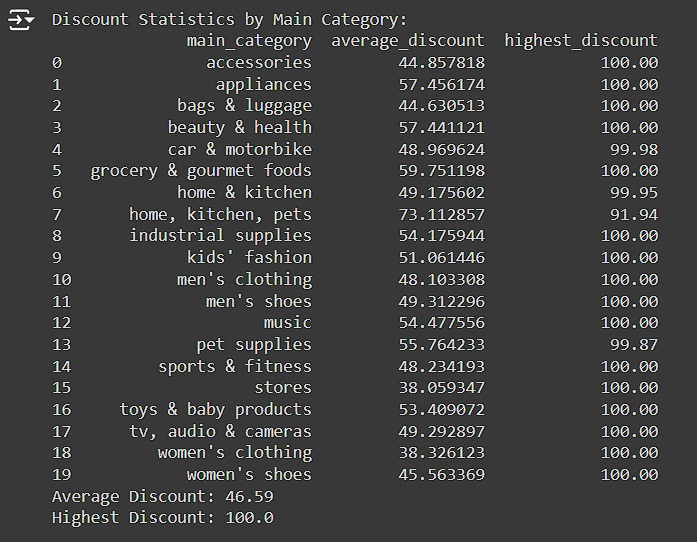 Discount Statistics by Main Category:
main_category average_discount highest_discount
0 accessories 44.857818 100.00
1 appliances 57.456174 100.00
2 bags & luggage 44.630513 100.00
3 beauty & health 57.441121 100.00
4 car & motorbike 48.969624 99.98
5 grocery & gourmet foods 59.751198 100.00
6 home & kitchen 49.175602 99.95
7 home, kitchen, pets 73.112857 91.94
8 industrial supplies 54.175944 100.00
9 kids' fashion 51.061446 100.00
10 men's clothing 48.103308 100.00
11 men's shoes 49.312296 100.00
12 music 54.477556 100.00
13 pet supplies 55.764233 99.87
14 sports & fitness 48.234193 100.00
15 stores 38.059347 100.00
16 toys & baby products 53.409072 100.00
17 tv, audio & cameras 49.292897 100.00
18 women's clothing 38.326123 100.00
19 women's shoes 45.563369 100.00
Average Discount: 46.59
Highest Discount: 100.0